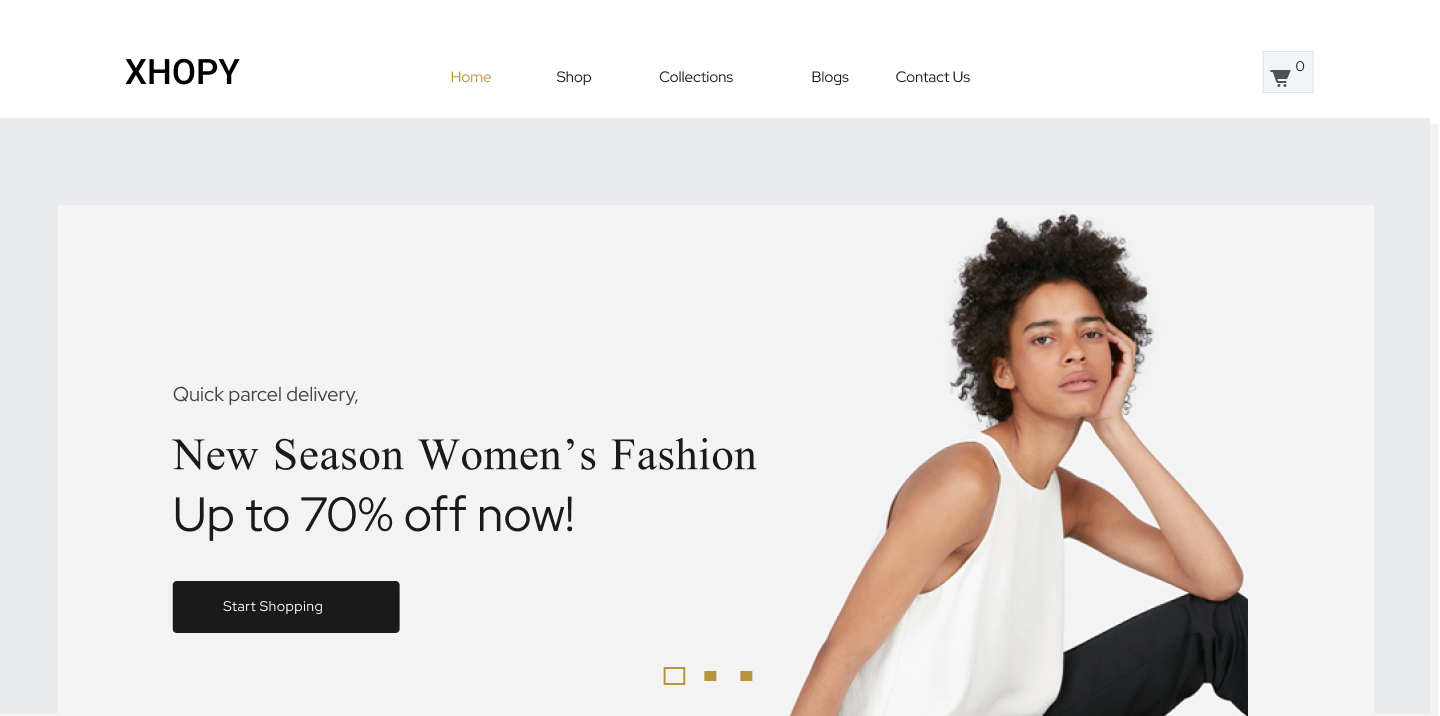 XHOPY
Home Shop Collections Blogs Contact Us
0
Quick parcel delivery,
New Season Women’s Fashion
Up to 70% off now!
Start Shopping